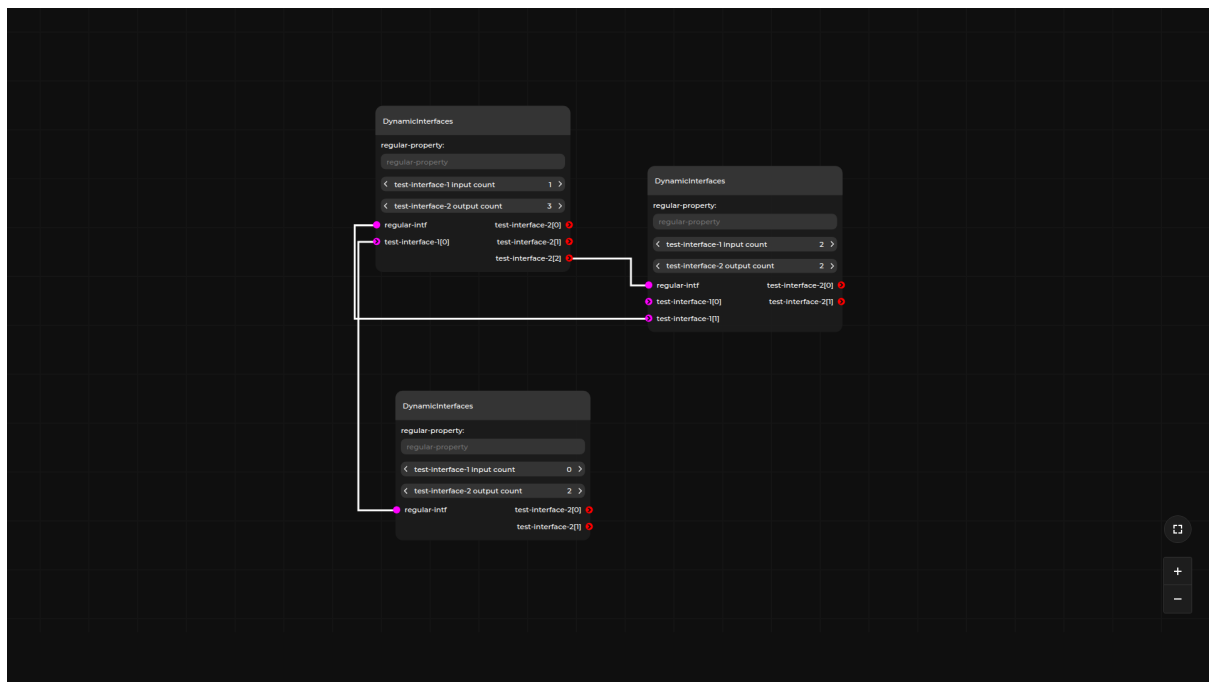 DynamicInterfaces
regular-property:
regular-property
test-interface-1 input count 1
test-interface-2 output count 3
regular-intf test-interface-2[0]
test-interface-1[0] test-interface-2[1]
test-interface-2[2]
DynamicInterfaces
regular-property:
regular-property
test-interface-1 input count 2
test-interface-2 output count 2
regular-intf test-interface-2[0]
test-interface-1[0] test-interface-2[1]
test-interface-1[1]
DynamicInterfaces
regular-property:
regular-property
test-interface-1 input count 0
test-interface-2 output count 2
regular-intf test-interface-2[0]
test-interface-2[1]